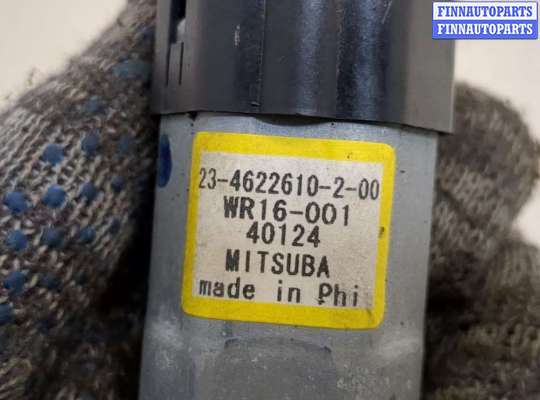 FINNAUTOPARTS
FINNAUTOPARTS
23-4622610-2-00
WR16-001
40124
MITSUBA
made in Phi